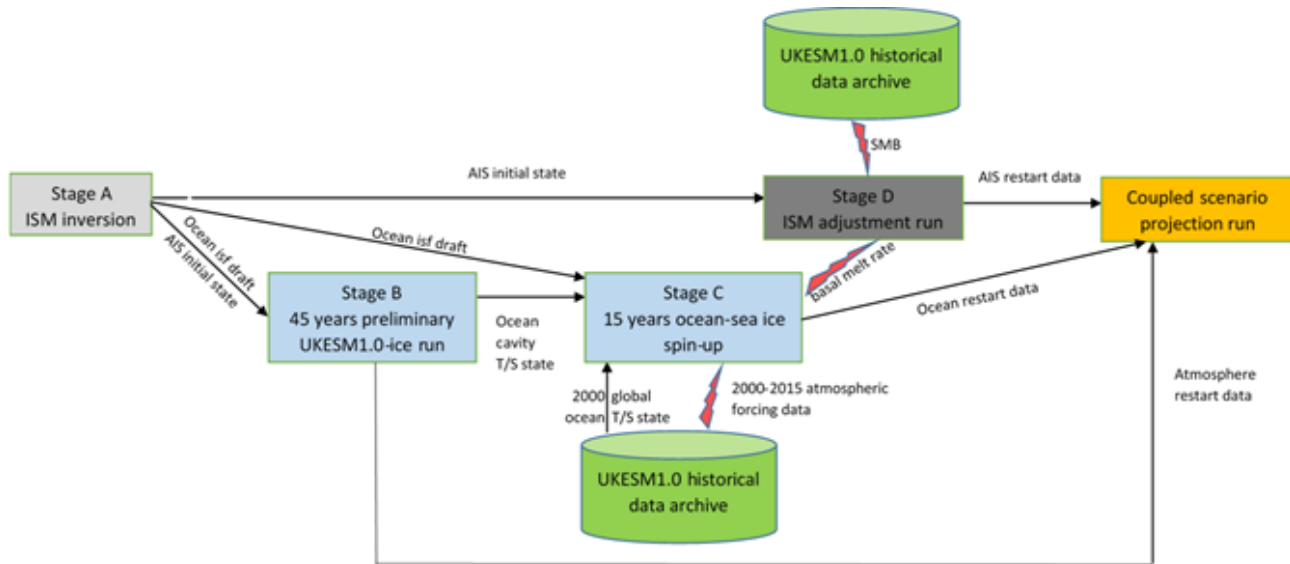 UKESM1.0 historical
data archive
SMB
Stage A
ISM inversion
AIS initial state
Stage D
ISM adjustment run
AIS restart data
Coupled scenario
projection run
Ocean isf draft
Ocean isf draft
AIS initial state
basal melt rate
Stage B
45 years preliminary
UKESM1.0-ice run
Ocean
cavity
T/S state
Stage C
15 years ocean-sea ice
spin-up
Ocean restart data
2000 global
ocean T/S state
2000-2015 atmospheric
forcing data
Atmosphere
restart data
UKESM1.0 historical
data archive